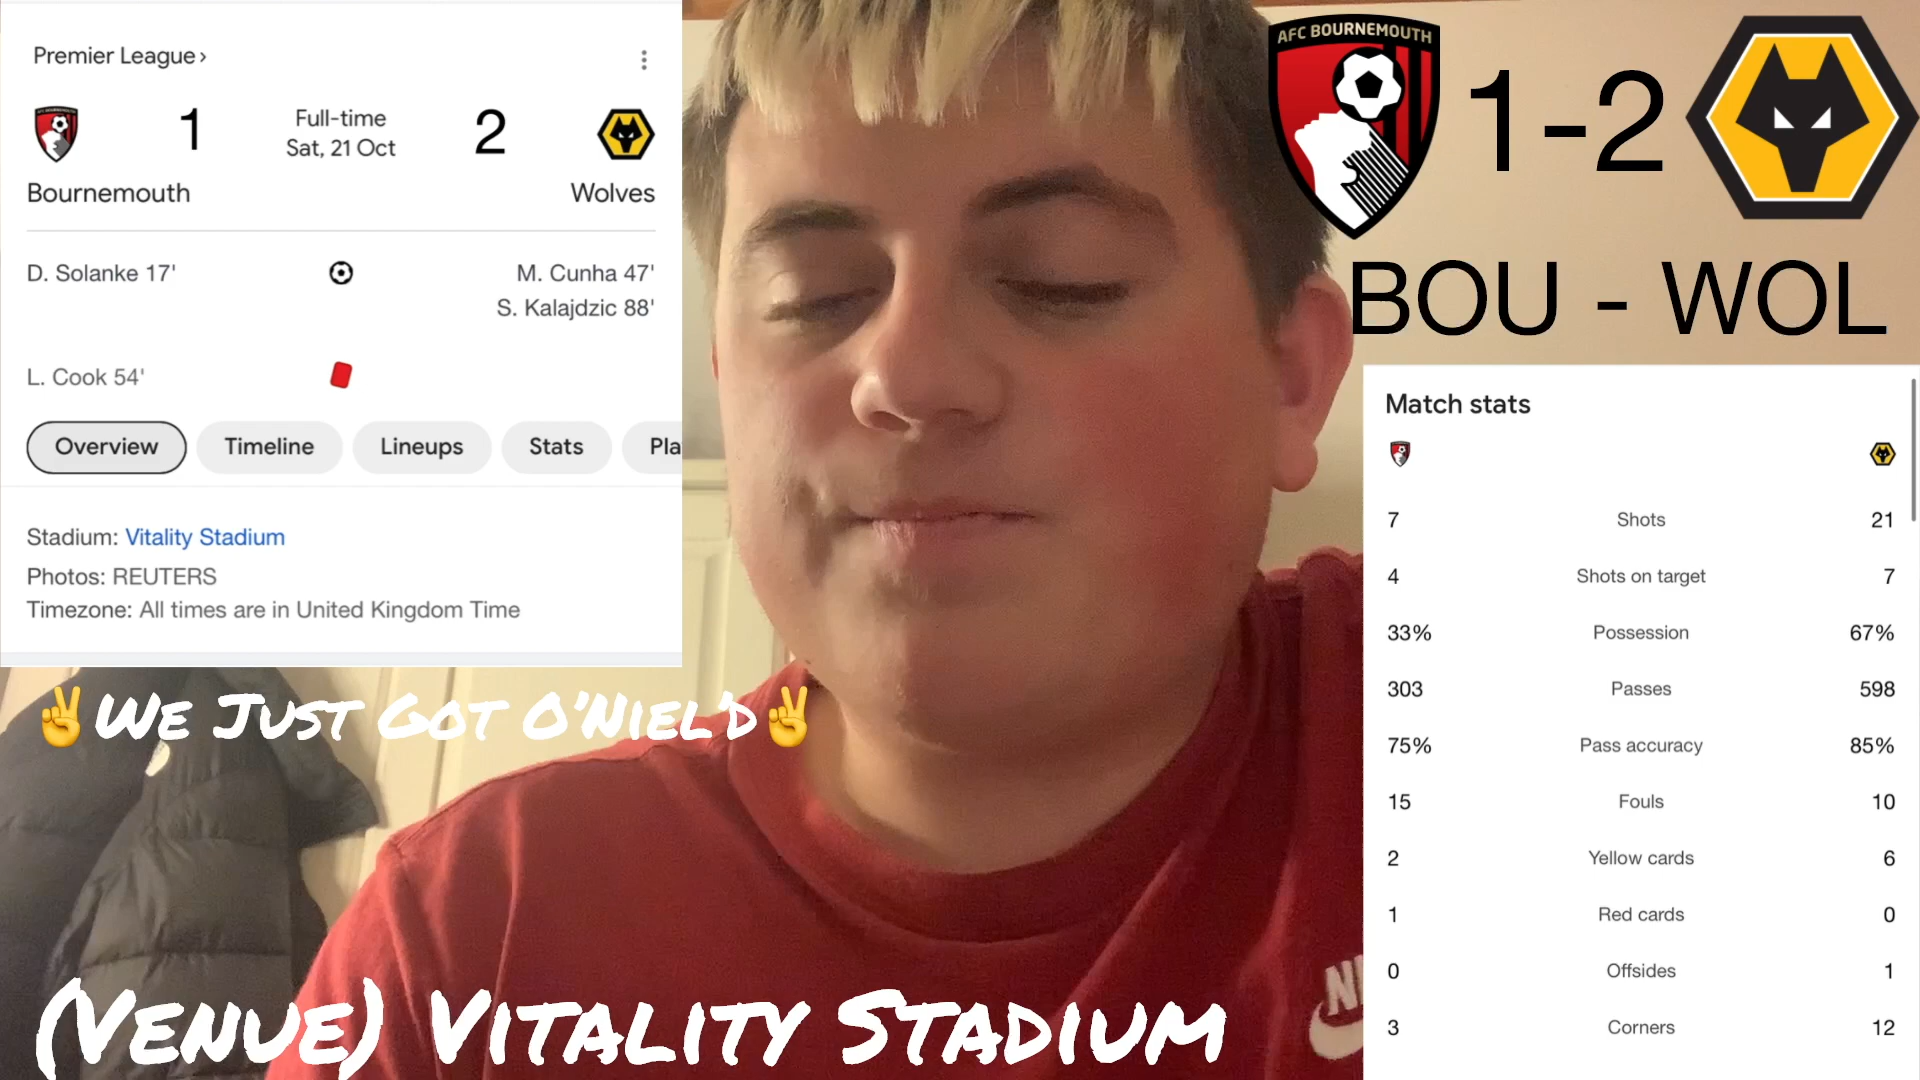 Premier League ›
1 Full-time 2
Sat, 21 Oct
Bournemouth Wolves
D. Solanke 17' M. Cunha 47'
S. Kalajdzic 88'
L. Cook 54'
Overview Timeline Lineups Stats Pla
Stadium: Vitality Stadium
Photos: REUTERS
Timezone: All times are in United Kingdom Time
AFC BOURNEMOUTH
1-2
BOU - WOL
Match stats
7 Shots 21
4 Shots on target 7
33% Possession 67%
303 Passes 598
75% Pass accuracy 85%
15 Fouls 10
2 Yellow cards 6
1 Red cards 0
0 Offsides 1
3 Corners 12
✌️We Just Got O'Niel'd✌️
(Venue) Vitality Stadium